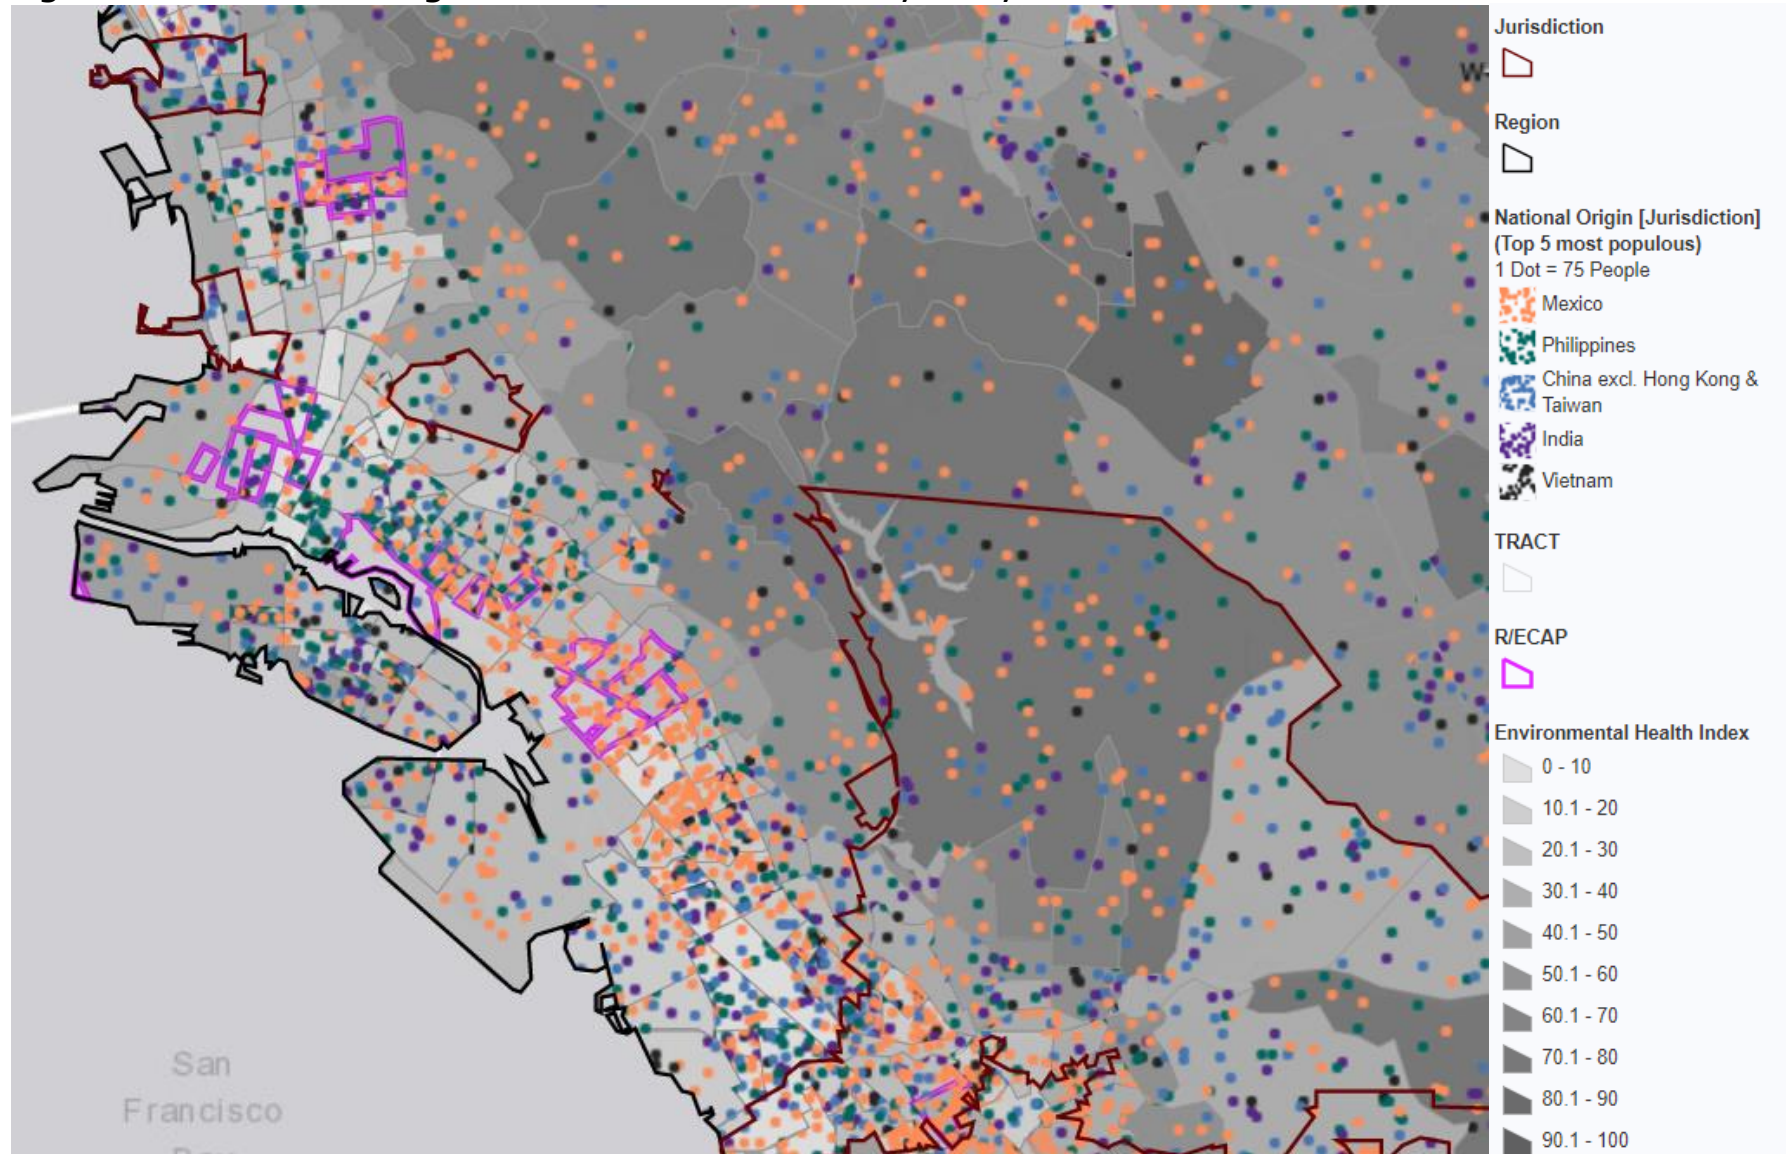 Jurisdiction
Region
National Origin [Jurisdiction]
(Top 5 most populous)
1 Dot = 75 People
Mexico
Philippines
China excl. Hong Kong &
Taiwan
India
Vietnam
TRACT
R/ECAP
Environmental Health Index
0 - 10
10.1 - 20
20.1 - 30
30.1 - 40
40.1 - 50
50.1 - 60
60.1 - 70
70.1 - 80
80.1 - 90
90.1 - 100
San
Francisco